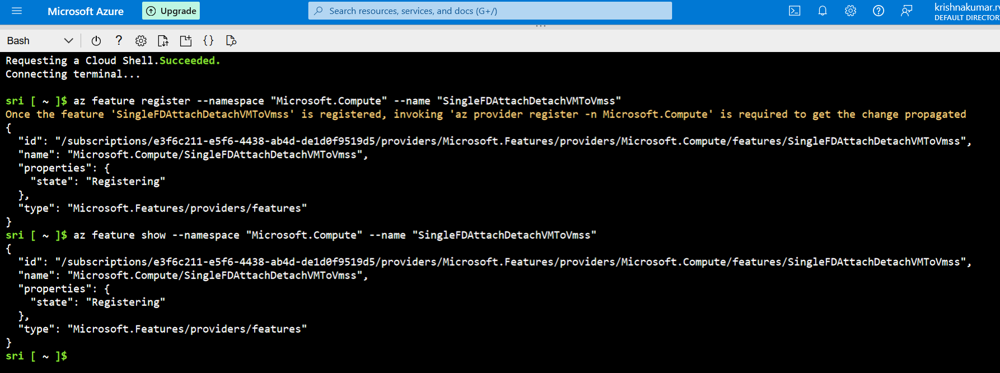 Microsoft Azure
Upgrade
Search resources, services, and docs (G+/)
krishnakumar.r
DEFAULT DIRECTOR
Bash
Requesting a Cloud Shell.Succeeded.
Connecting terminal...
sri [ ~ ]$ az feature register --namespace "Microsoft.Compute" --name "SingleFDAttachDetachVMToVmss"
Once the feature 'SingleFDAttachDetachVMToVmss' is registered, invoking 'az provider register -n Microsoft.Compute' is required to get the change propagated
{
  "id": "/subscriptions/e3f6c211-e5f6-4438-ab4d-de1d0f9519d5/providers/Microsoft.Features/providers/Microsoft.Compute/features/SingleFDAttachDetachVMToVmss",
  "name": "Microsoft.Compute/SingleFDAttachDetachVMToVmss",
  "properties": {
    "state": "Registering"
  },
  "type": "Microsoft.Features/providers/features"
}
sri [ ~ ]$ az feature show --namespace "Microsoft.Compute" --name "SingleFDAttachDetachVMToVmss"
{
  "id": "/subscriptions/e3f6c211-e5f6-4438-ab4d-de1d0f9519d5/providers/Microsoft.Features/providers/Microsoft.Compute/features/SingleFDAttachDetachVMToVmss",
  "name": "Microsoft.Compute/SingleFDAttachDetachVMToVmss",
  "properties": {
    "state": "Registering"
  },
  "type": "Microsoft.Features/providers/features"
}
sri [ ~ ]$